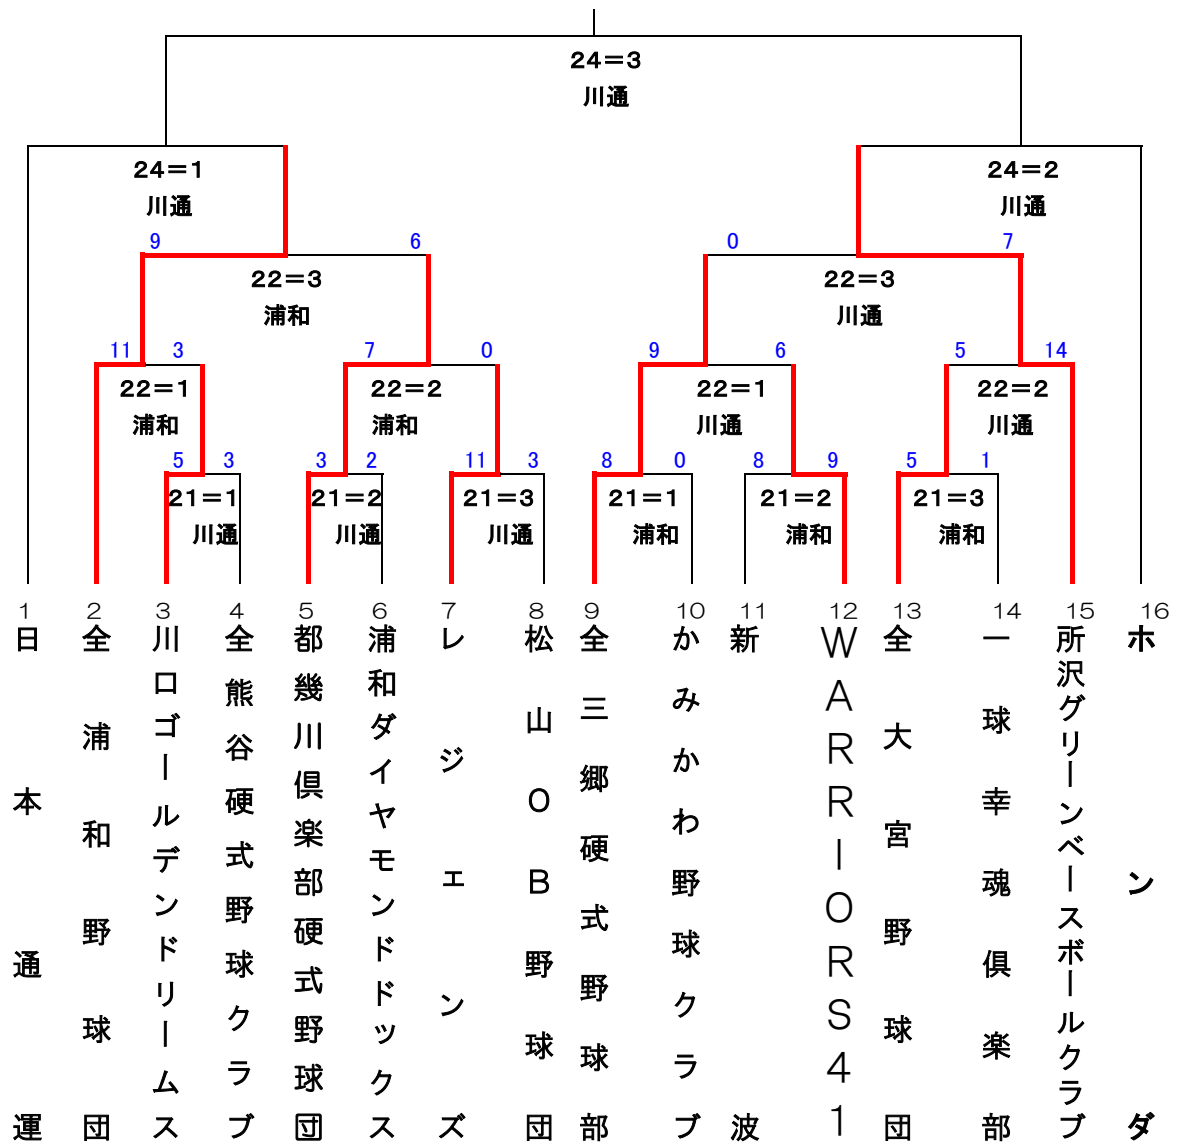 24=3
川通
24=1
24=2
川通
川通
9 6 0 7
22=3
22=3
浦和
川通
11 3 7 0 9 6 5 14
22=1 22=2 22=1 22=2
浦和 浦和 川通 川通
5 3 3 2 11 3 8 0 8 9 5 1
21=1 21=2 21=3 21=1 21=2 21=3
川通 川通 川通 浦和 浦和 浦和
1 2 3 4 5 6 7 8 9 10 11 12 13 14 15 16
日本通運
全浦和野球団
川口ゴールデンドリームス
全熊谷硬式野球クラブ
都幾川倶楽部硬式野球団
浦和ダイヤモンドドックス
レジェンズ
松山OB野球団
全三郷硬式野球部
かみかわ野球クラブ
新波
WARRIORS41
全大宮野球団
一球幸魂倶楽部
所沢グリーンベースボールクラブ
ホンダ